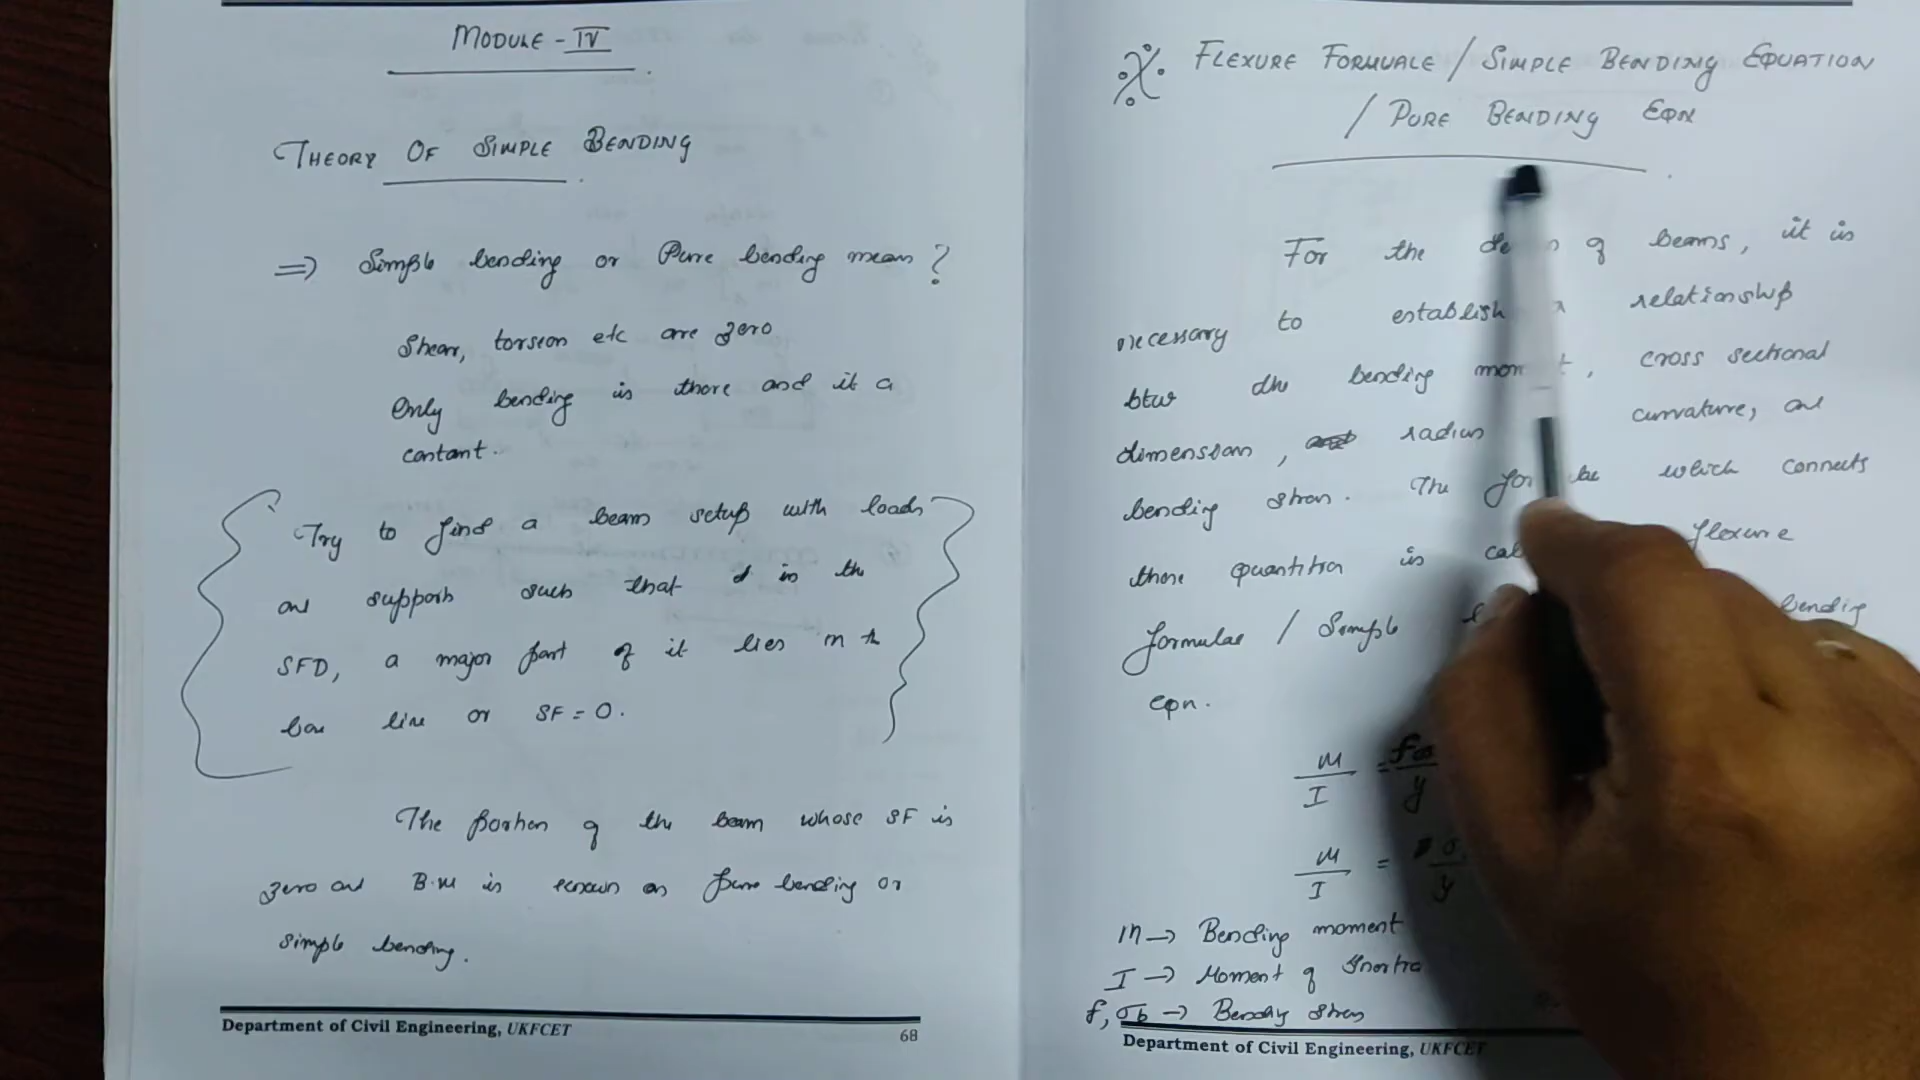 MODULE - IV
THEORY OF SIMPLE BENDING
=> Simple bending or Pure bending mean?
Shear, torsion etc are zero
Only bending is there and it a
contant.
Try to find a beam setup with loads
and supports such that in the
SFD, a major part of it lies in the
base line or SF = 0.
The portion of the beam whose SF is
zero and B.M is known as pure bending or
simple bending.
Department of Civil Engineering, UKFCET
68
FLEXURE FORMUALE / SIMPLE BENDING EQUATION
/ PURE BENDING EQN
For the of beams, it is
necessary to establish relationship
btw the bending, cross sectional
dimension, radius curvature, and
bending stress. The which connects
those quantities is flexure
formulae / Simple bending
eqn.
M/I =
M/I =
M -> Bending moment
I -> Moment of Inertia
f, σb -> Bending stress
Department of Civil Engineering, UKFCET